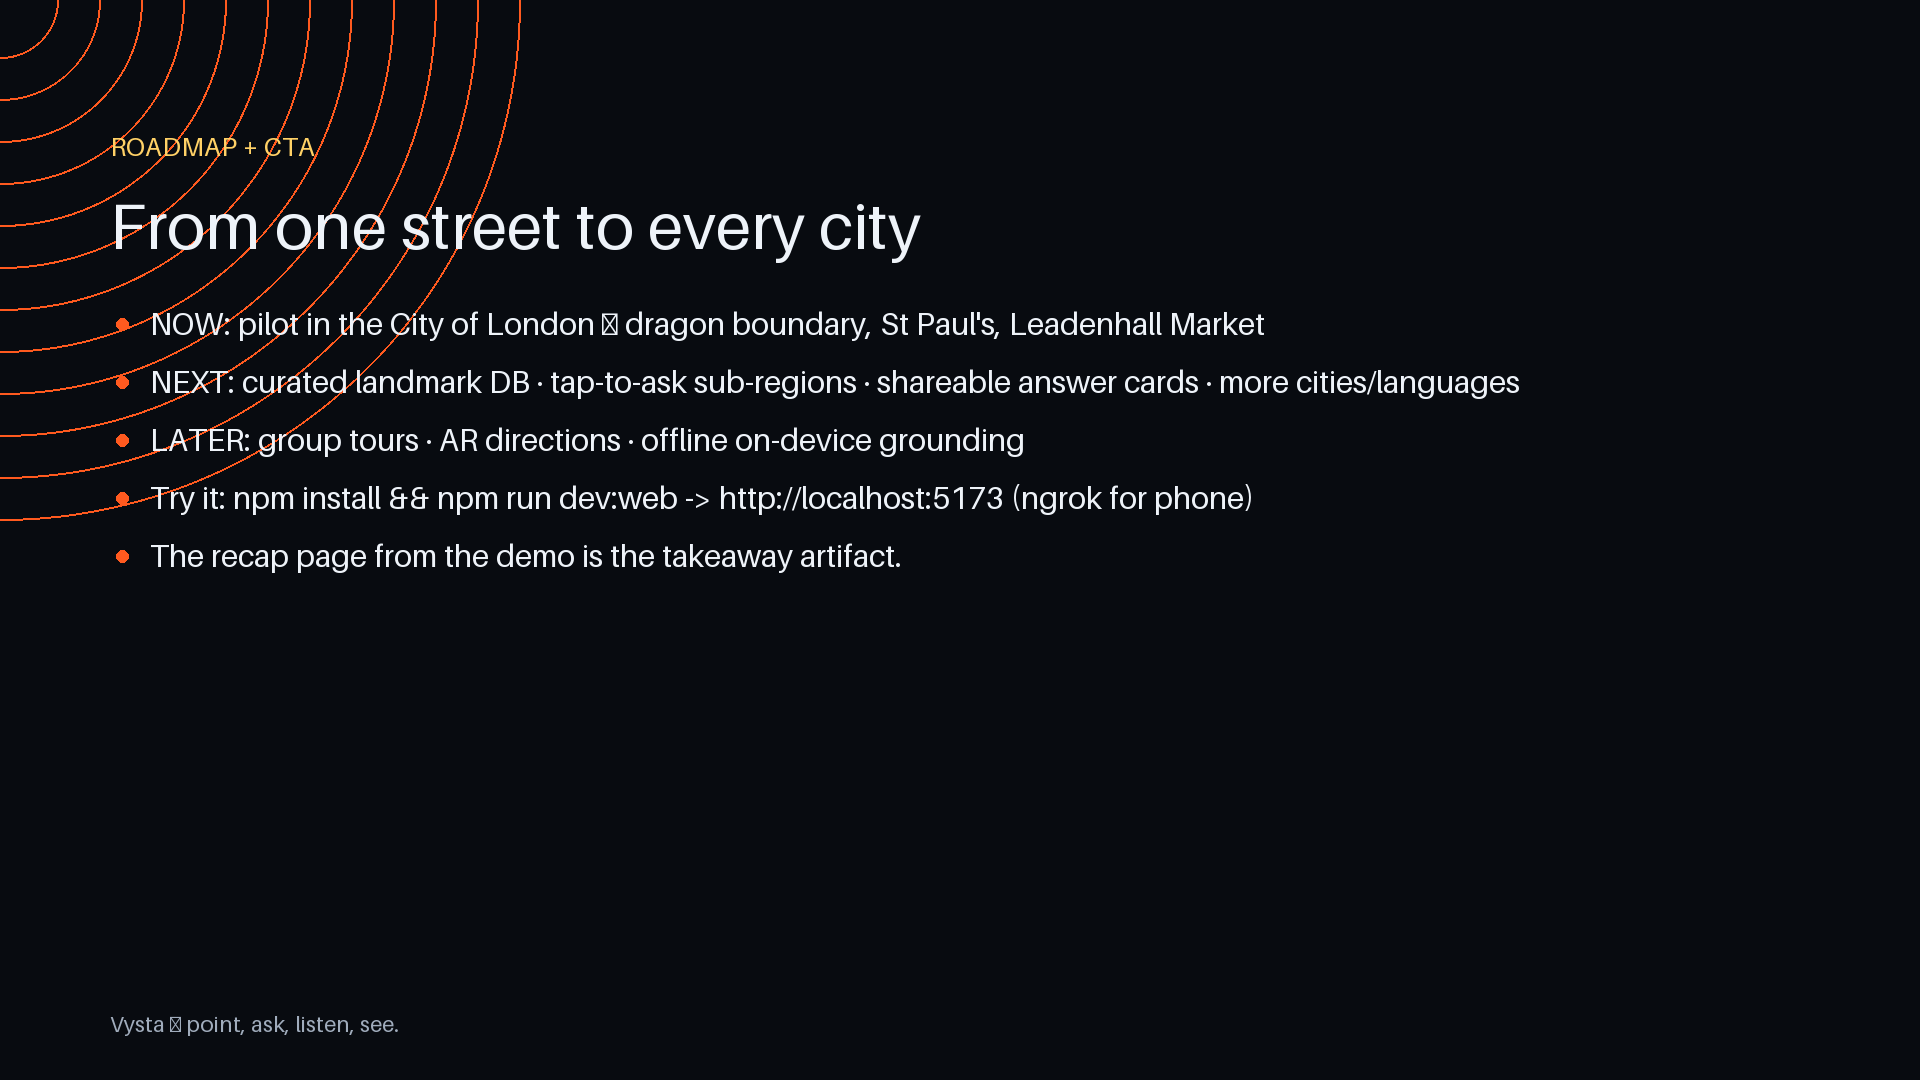 ROADMAP + CTA
From one street to every city
NOW: pilot in the City of London ☒ dragon boundary, St Paul's, Leadenhall Market
NEXT: curated landmark DB · tap-to-ask sub-regions · shareable answer cards · more cities/languages
LATER: group tours · AR directions · offline on-device grounding
Try it: npm install && npm run dev:web -> http://localhost:5173 (ngrok for phone)
The recap page from the demo is the takeaway artifact.
Vysta ☒ point, ask, listen, see.